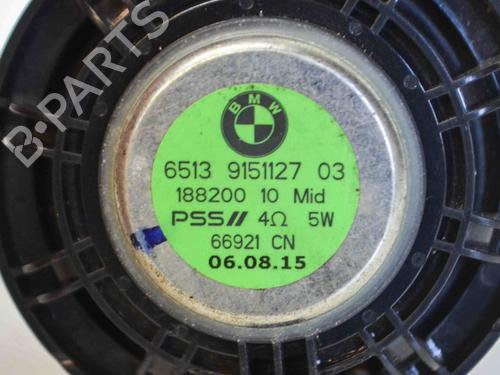 B-PARTS
BMW
6513 9151127 03
188200 10 Mid
PSS// 4Ω 5W
66921 CN
06.08.15